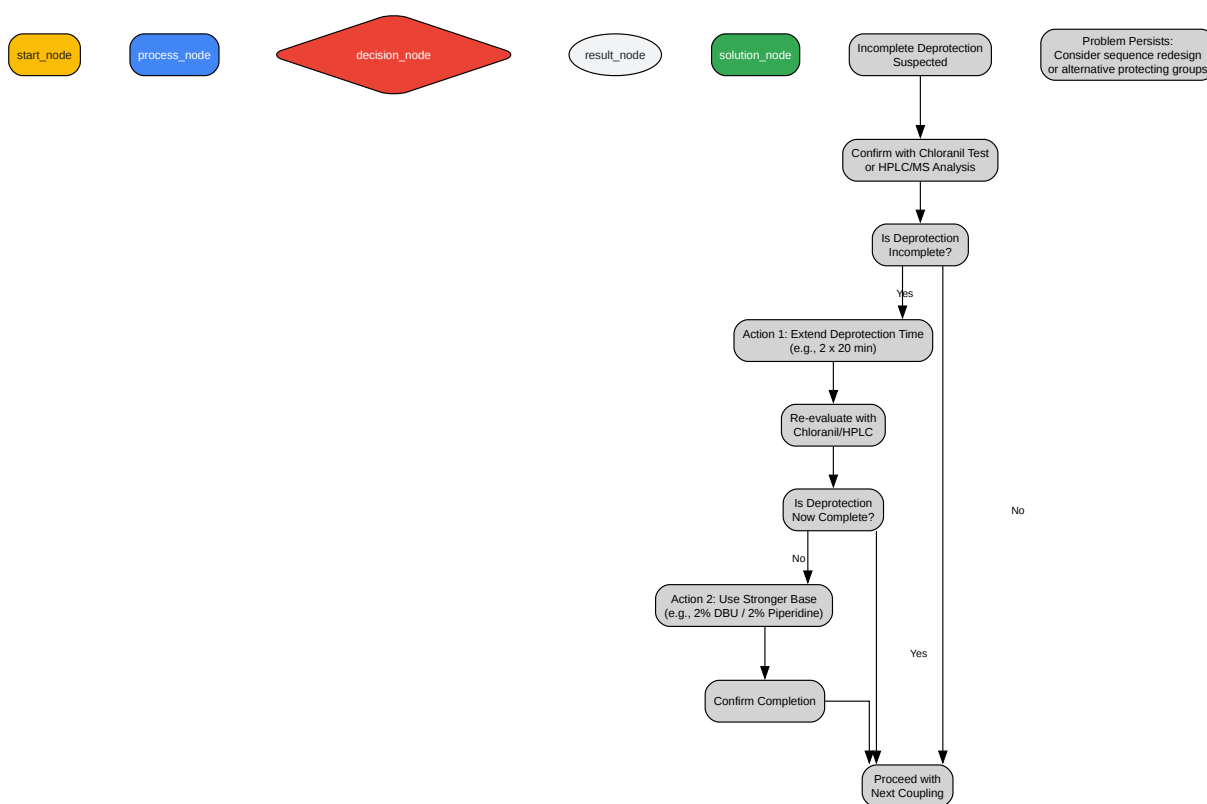 start_node
process_node
decision_node
result_node
solution_node
Incomplete Deprotection
Suspected
Problem Persists:
Consider sequence redesign
or alternative protecting groups
Confirm with Chloranil Test
or HPLC/MS Analysis
Is Deprotection
Incomplete?
Yes
Action 1: Extend Deprotection Time
(e.g., 2 x 20 min)
Re-evaluate with
Chloranil/HPLC
Is Deprotection
Now Complete?
No
No
Action 2: Use Stronger Base
(e.g., 2% DBU / 2% Piperidine)
Yes
Confirm Completion
Proceed with
Next Coupling